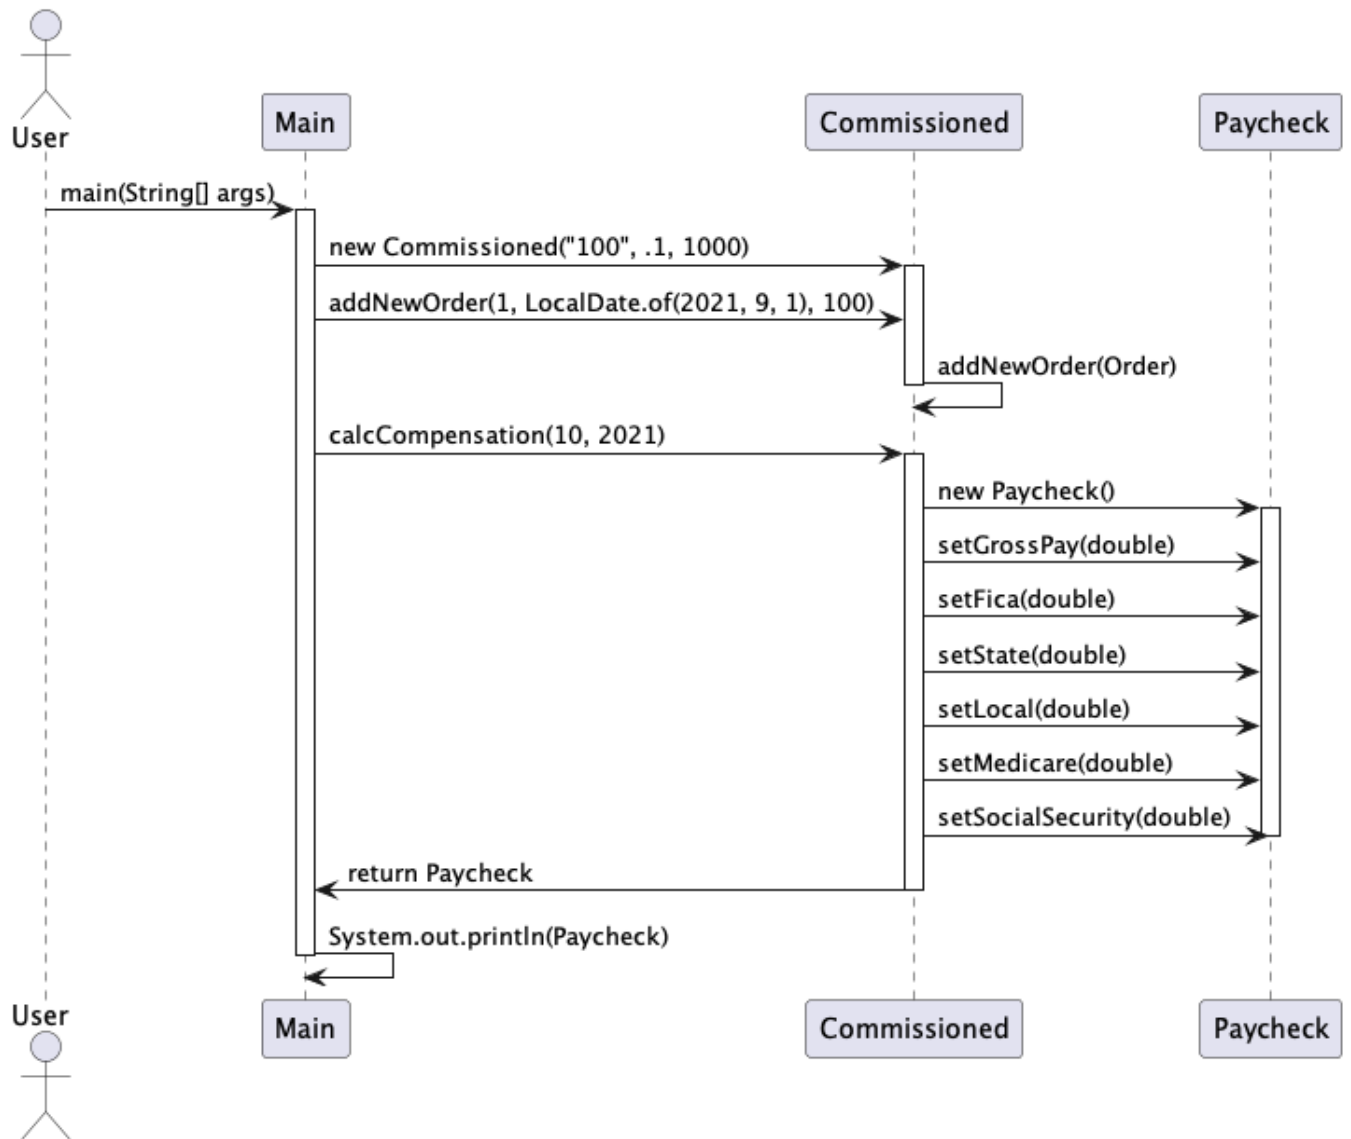 User
Main
Commissioned
Paycheck
main(String[] args)
new Commissioned("100", .1, 1000)
addNewOrder(1, LocalDate.of(2021, 9, 1), 100)
addNewOrder(Order)
calcCompensation(10, 2021)
new Paycheck()
setGrossPay(double)
setFica(double)
setState(double)
setLocal(double)
setMedicare(double)
setSocialSecurity(double)
return Paycheck
System.out.println(Paycheck)
User
Main
Commissioned
Paycheck